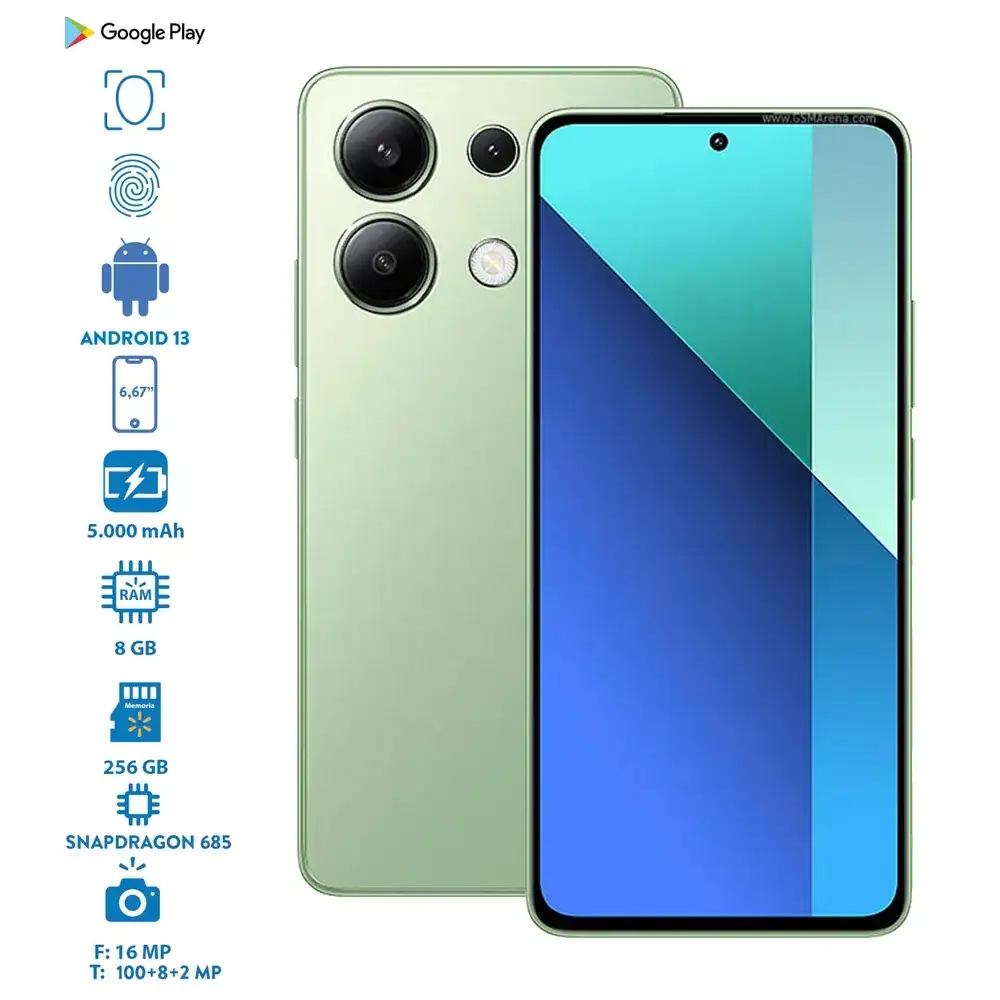 Google Play
www.GSMArena.com
ANDROID 13
6,67”
5.000 mAh
RAM
8 GB
Memoria
256 GB
SNAPDRAGON 685
F: 16 MP
T: 100+8+2 MP